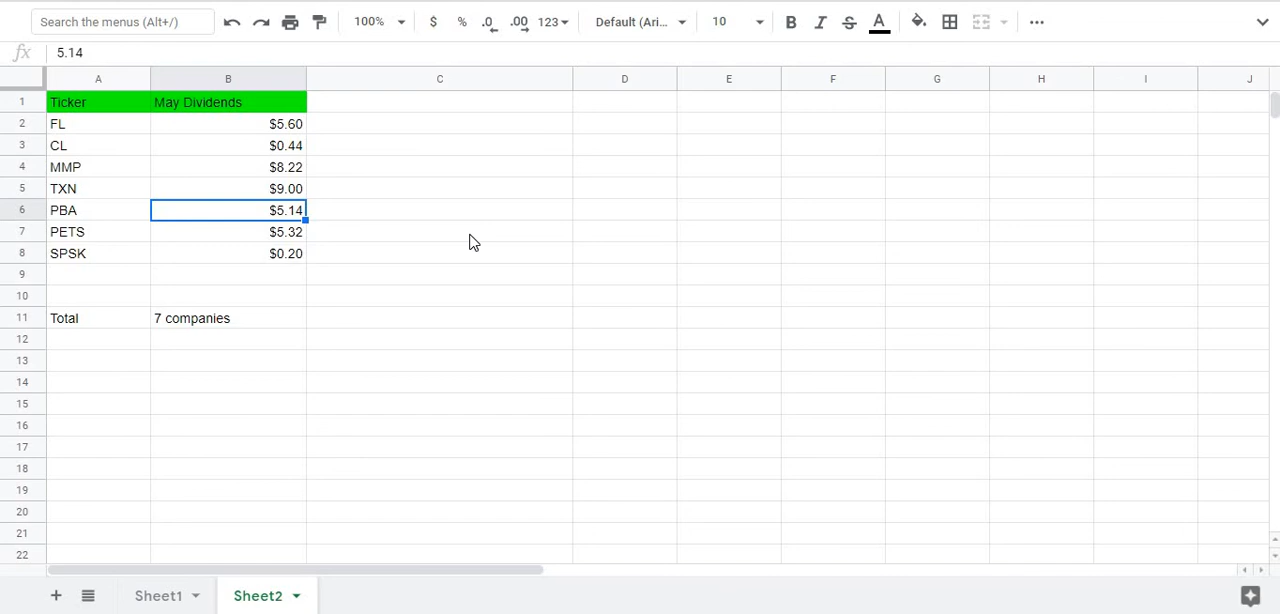 Search the menus (Alt+/) 100% $ % .0 .00 123 Default (Ari... 10 B I S A
fx 5.14
A B C D E F G H I J
1 Ticker May Dividends
2 FL $5.60
3 CL $0.44
4 MMP $8.22
5 TXN $9.00
6 PBA $5.14
7 PETS $5.32
8 SPSK $0.20
9
10
11 Total 7 companies
12
13
14
15
16
17
18
19
20
21
22
Sheet1 Sheet2